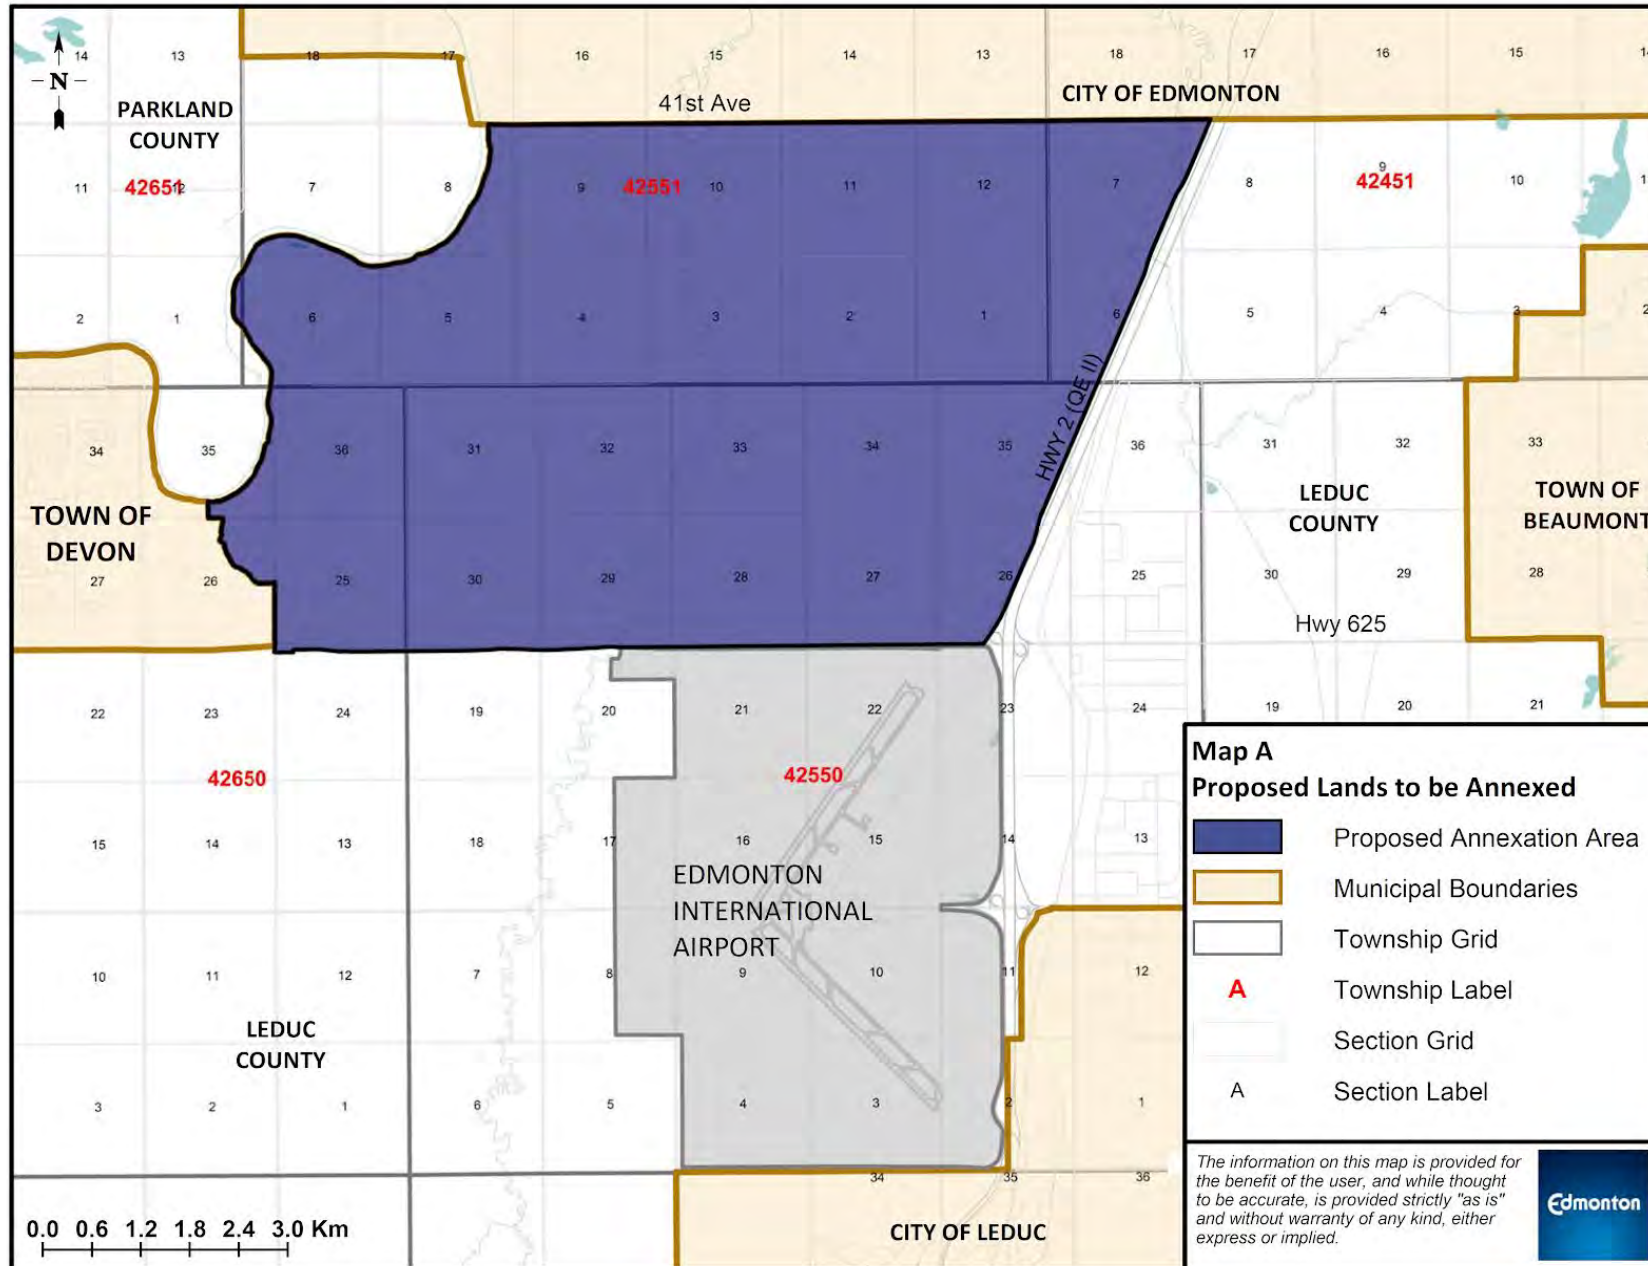 14 13 18 17 16 15 14 13 18 17 16 15 14
N
PARKLAND
COUNTY
41st Ave
CITY OF EDMONTON
11 42651 12 7 8 9 42551 10 11 12 7 8 9 42451 10
2 1 6 5 4 3 2 1 6 5 4 3 2
HWY 2 (QE II)
34 35 36 31 32 33 34 35 36 31 32 33
TOWN OF
DEVON
LEDUC
COUNTY
TOWN OF
BEAUMONT
27 26 25 30 29 28 27 26 25 30 29 28
Hwy 625
22 23 24 19 20 21 22 23 24 19 20 21
42650
42550
15 14 13 18 17 16 15 14 13
EDMONTON
INTERNATIONAL
AIRPORT
10 11 12 7 8 9 10 11 12
LEDUC
COUNTY
3 2 1 6 5 4 3 2 1
34 35 36
CITY OF LEDUC
0.0 0.6 1.2 1.8 2.4 3.0 Km
Map A
Proposed Lands to be Annexed
Proposed Annexation Area
Municipal Boundaries
Township Grid
A Township Label
Section Grid
A Section Label
The information on this map is provided for
the benefit of the user, and while thought
to be accurate, is provided strictly "as is"
and without warranty of any kind, either
express or implied.
Edmonton